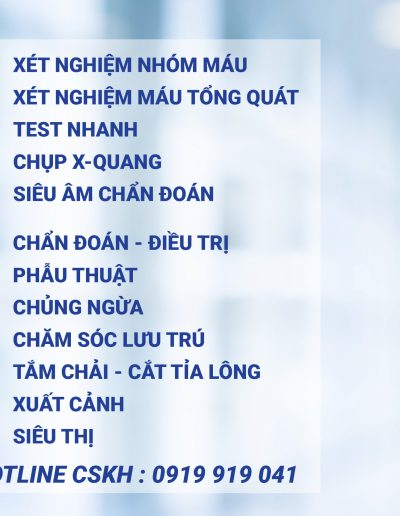 XÉT NGHIỆM NHÓM MÁU
XÉT NGHIỆM MÁU TỔNG QUÁT
TEST NHANH
CHỤP X-QUANG
SIÊU ÂM CHẨN ĐOÁN
CHẨN ĐOÁN - ĐIỀU TRỊ
PHẪU THUẬT
CHỦNG NGỪA
CHĂM SÓC LƯU TRÚ
TẮM CHẢI - CẮT TỈA LÔNG
XUẤT CẢNH
SIÊU THỊ
OTLINE CSKH : 0919 919 041